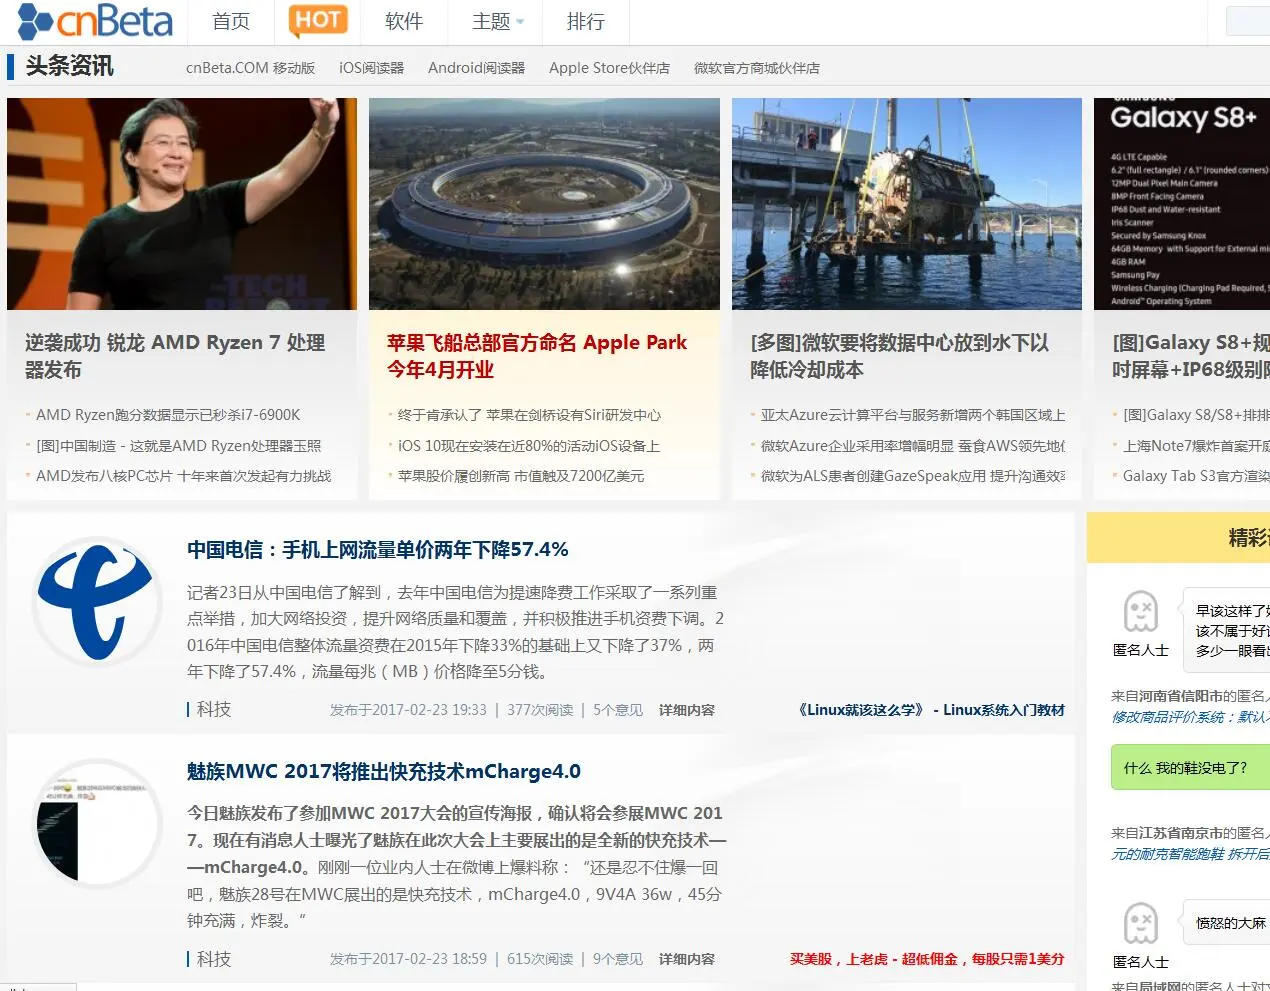 cnBeta
首页
HOT
软件
主题
排行
头条资讯
cnBeta.COM 移动版
iOS阅读器
Android阅读器
Apple Store伙伴店
微软官方商城伙伴店
TECH
REPORT
Galaxy S8+
4G LTE Capable
6.2" (full rectangle) / 6.1" (rounded corners)
12MP Dual Pixel Main Camera
8MP Front Facing Camera
IP68 Dust and Water-resistant
Iris Scanner
Secured by Samsung Knox
64GB Memory with Support for External mi
4GB RAM
Samsung Pay
Wireless Charging (Charging Pad Required,
Android™ Operating System
逆袭成功 锐龙 AMD Ryzen 7 处理
器发布
AMD Ryzen跑分数据显示已秒杀i7-6900K
[图]中国制造 - 这就是AMD Ryzen处理器玉照
AMD发布八核PC芯片 十年来首次发起有力挑战
苹果飞船总部官方命名 Apple Park
今年4月开业
终于肯承认了 苹果在剑桥设有Siri研发中心
iOS 10现在安装在近80%的活动iOS设备上
苹果股价屡创新高 市值触及7200亿美元
[多图]微软要将数据中心放到水下以
降低冷却成本
亚太Azure云计算平台与服务新增两个韩国区域上
微软Azure企业采用率增幅明显 蚕食AWS领先地
微软为ALS患者创建GazeSpeak应用 提升沟通效
[图]Galaxy S8+规
吋屏幕+IP68级别防
[图]Galaxy S8/S8+排排
上海Note7爆炸首案开庭
Galaxy Tab S3官方渲染
中国电信：手机上网流量单价两年下降57.4%
记者23日从中国电信了解到，去年中国电信为提速降费工作采取了一系列重
点举措，加大网络投资，提升网络质量和覆盖，并积极推进手机资费下调。2
016年中国电信整体流量资费在2015年下降33%的基础上又下降了37%，两
年下降了57.4%，流量每兆（MB）价格降至5分钱。
科技
发布于2017-02-23 19:33 | 377次阅读 | 5个意见 详细内容
《Linux就该这么学》 - Linux系统入门教材
魅族MWC 2017将推出快充技术mCharge4.0
今日魅族发布了参加MWC 2017大会的宣传海报，确认将会参展MWC 201
7。现在有消息人士曝光了魅族在此次大会上主要展出的是全新的快充技术—
—mCharge4.0。刚刚一位业内人士在微博上爆料称：“还是忍不住爆一回
吧，魅族28号在MWC展出的是快充技术，mCharge4.0，9V4A 36w，45分
钟充满，炸裂。“
科技
发布于2017-02-23 18:59 | 615次阅读 | 9个意见 详细内容
买美股，上老虎 - 超低佣金，每股只需1美分
精彩
早该这样了
该不属于好
多少一眼看
匿名人士
来自河南省信阳市的匿名
修改商品评价系统：默认
什么 我的鞋没电了?
来自江苏省南京市的匿名
元的耐克智能跑鞋 拆开后
愤怒的大麻
匿名人士
来自局域网的匿名人士对